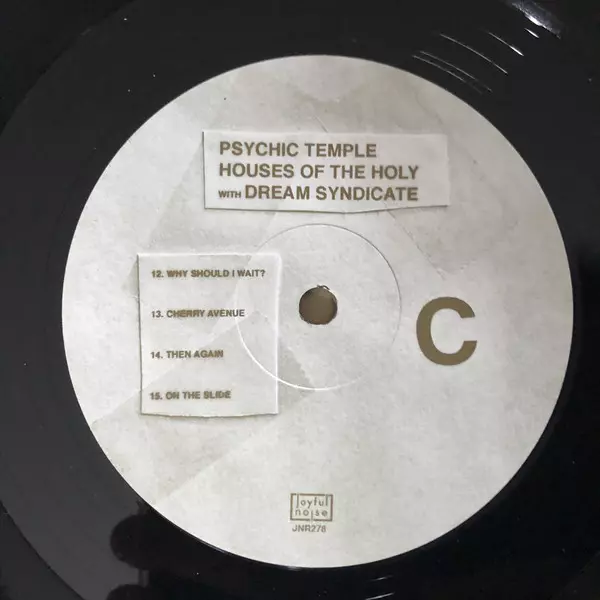 PSYCHIC TEMPLE
HOUSES OF THE HOLY
WITH DREAM SYNDICATE
12. WHY SHOULD I WAIT?
13. CHERRY AVENUE
14. THEN AGAIN
15. ON THE SLIDE
C
joyful
noise
JNR278